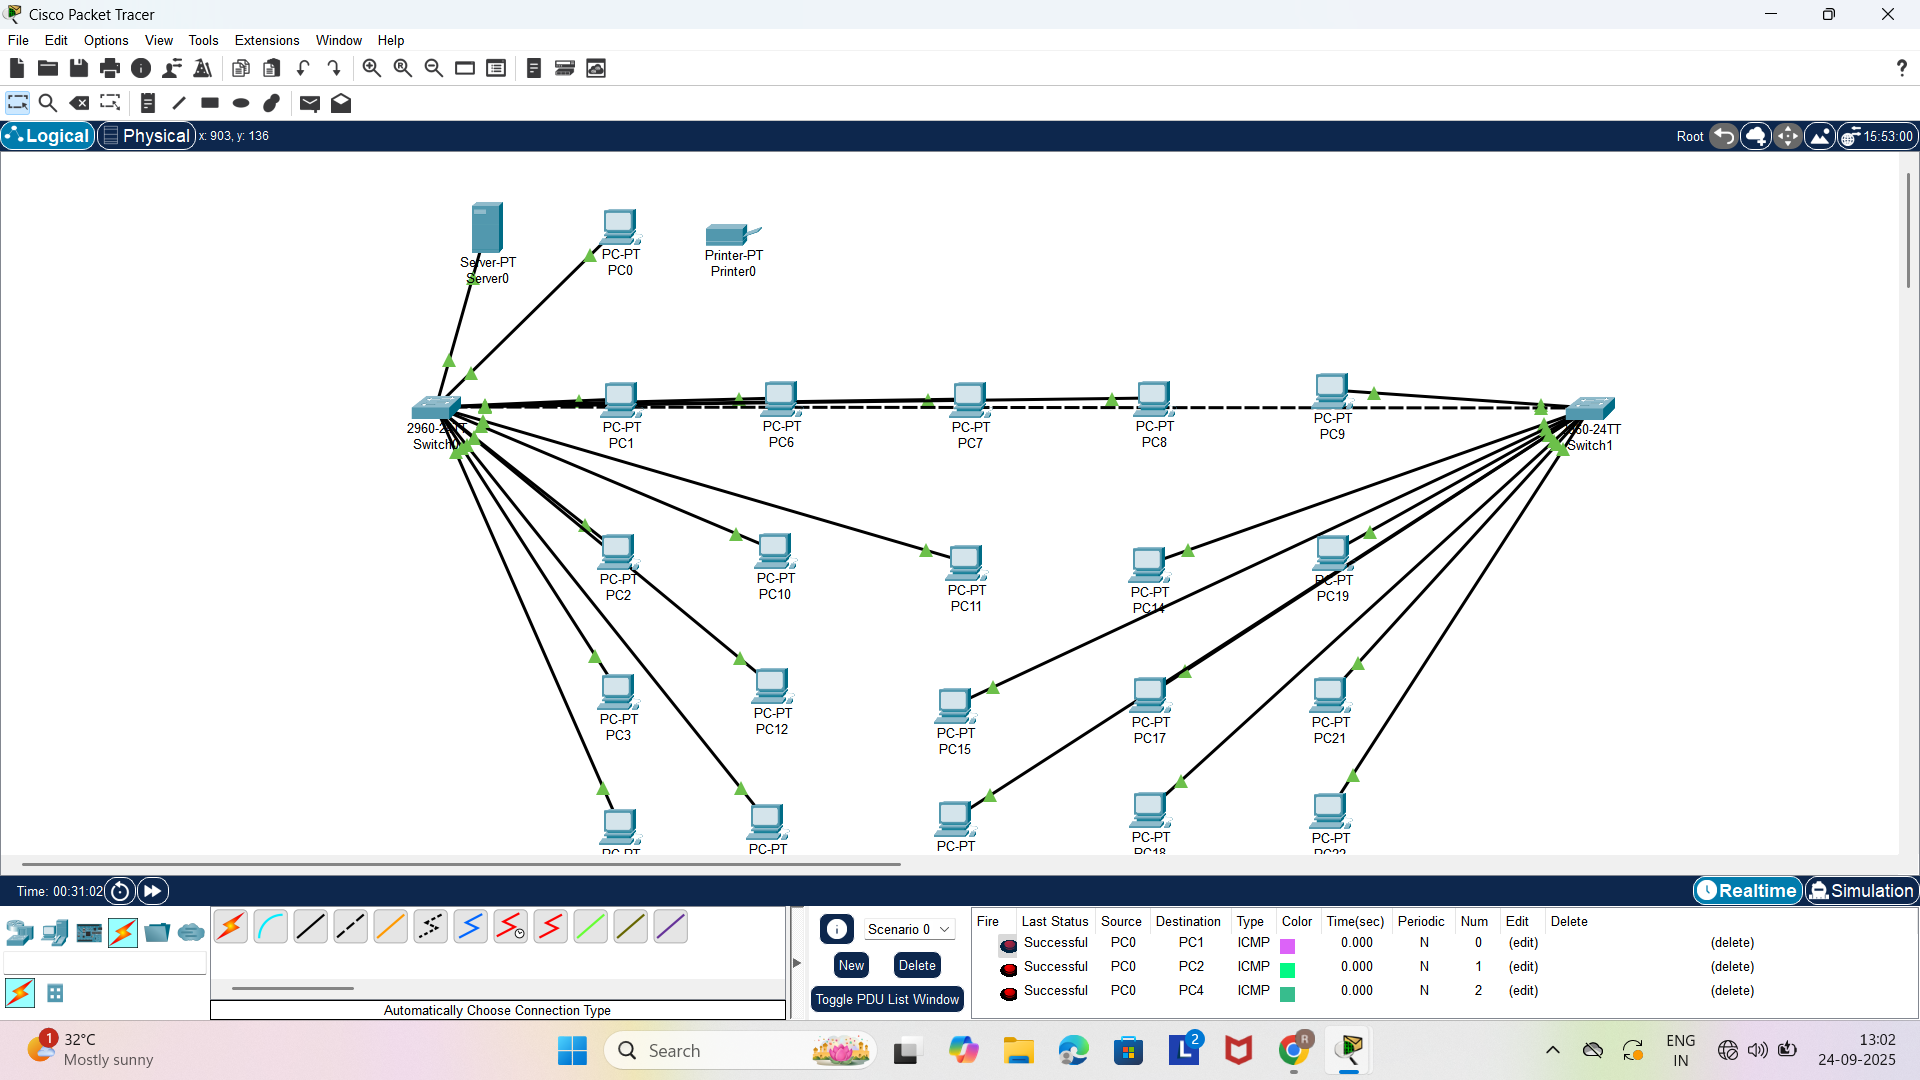 Cisco Packet Tracer
File Edit Options View Tools Extensions Window Help
Logical Physical x: 903, y: 136 Root 15:53:00
Server-PT
Server0
PC-PT
PC0
Printer-PT
Printer0
PC-PT
PC1
PC-PT
PC6
PC-PT
PC7
PC-PT
PC8
PC-PT
PC9
2960-24TT
Switch0
60-24TT
Switch1
PC-PT
PC2
PC-PT
PC10
PC-PT
PC11
PC-PT
PC14
PC-PT
PC19
PC-PT
PC3
PC-PT
PC12
PC-PT
PC15
PC-PT
PC17
PC-PT
PC21
PC-PT
PC-PT
PC-PT
PC-PT
PC18
PC-PT
PC22
Time: 00:31:02 Realtime Simulation
Scenario 0
New Delete
Toggle PDU List Window
Automatically Choose Connection Type
Fire Last Status Source Destination Type Color Time(sec) Periodic Num Edit Delete
Successful PC0 PC1 ICMP 0.000 N 0 (edit) (delete)
Successful PC0 PC2 ICMP 0.000 N 1 (edit) (delete)
Successful PC0 PC4 ICMP 0.000 N 2 (edit) (delete)
1 32°C
Mostly sunny
Search
L 2
R
ENG
IN
13:02
24-09-2025